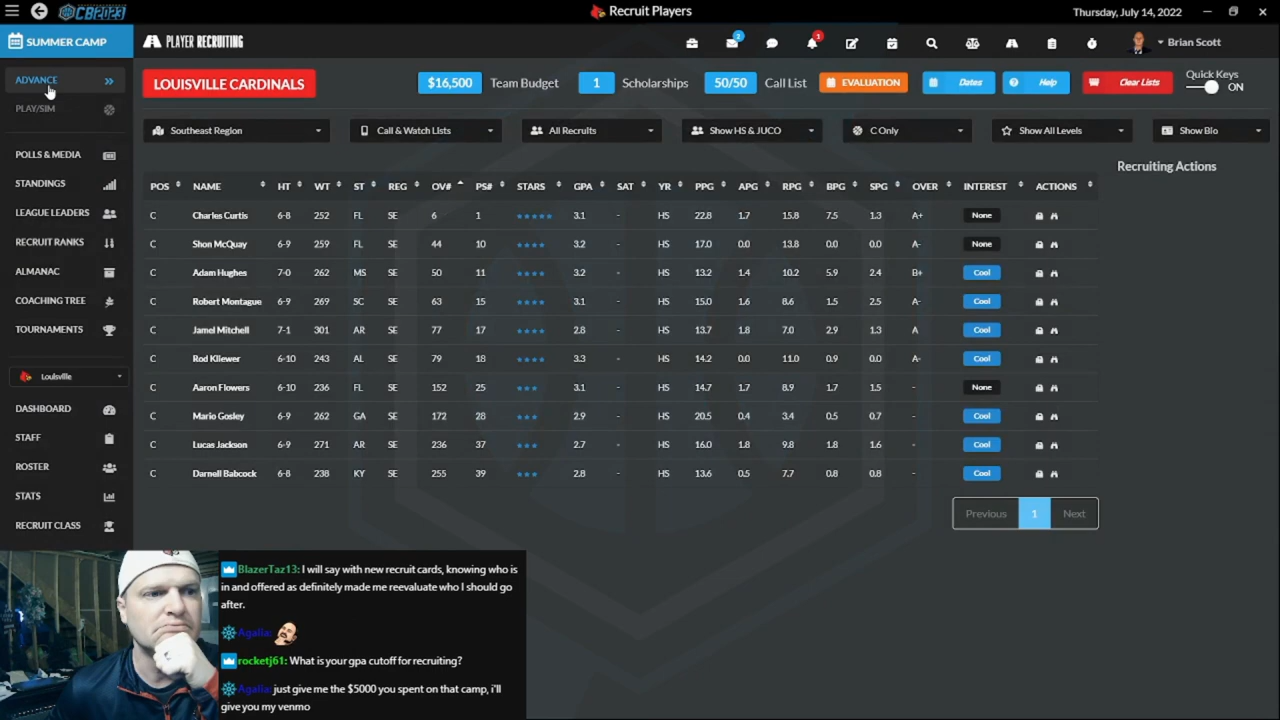 CB2023
Recruit Players
Thursday, July 14, 2022
SUMMER CAMP
PLAYER RECRUITING
2
1
Brian Scott
ADVANCE
PLAY/SIM
POLLS & MEDIA
STANDINGS
LEAGUE LEADERS
RECRUIT RANKS
ALMANAC
COACHING TREE
TOURNAMENTS
Louisville
DASHBOARD
STAFF
ROSTER
STATS
RECRUIT CLASS
LOUISVILLE CARDINALS
$16,500 Team Budget 1 Scholarships 50/50 Call List EVALUATION Dates Help Clear Lists
Quick Keys
ON
Southeast Region Call & Watch Lists All Recruits Show HS & JUCO C Only Show All Levels Show Bio
Recruiting Actions
POS NAME HT WT ST REG OV# PS# STARS GPA SAT YR PPG APG RPG BPG SPG OVER INTEREST ACTIONS
C Charles Curtis 6-8 252 FL SE 6 1 ★★★★★ 3.1 - HS 22.8 1.7 15.8 7.5 1.3 A+ None
C Shon McQuay 6-9 259 FL SE 44 10 ★★★★ 3.2 - HS 17.0 0.0 13.8 0.0 0.0 A- None
C Adam Hughes 7-0 262 MS SE 50 11 ★★★★ 3.2 - HS 13.2 1.4 10.2 5.9 2.4 B+ Cool
C Robert Montague 6-9 269 SC SE 63 15 ★★★★ 3.1 - HS 15.0 1.6 8.6 1.5 2.5 A- Cool
C Jamel Mitchell 7-1 301 AR SE 77 17 ★★★★ 2.8 - HS 13.7 1.8 7.0 2.9 1.3 A Cool
C Rod Kliewer 6-10 243 AL SE 79 18 ★★★★ 3.3 - HS 14.2 0.0 11.0 0.9 0.0 A- Cool
C Aaron Flowers 6-10 236 FL SE 152 25 ★★★ 3.1 - HS 14.7 1.7 8.9 1.7 1.5 - None
C Mario Gosley 6-9 262 GA SE 172 28 ★★★ 2.9 - HS 20.5 0.4 3.4 0.5 0.7 - Cool
C Lucas Jackson 6-9 271 AR SE 236 37 ★★★ 2.7 - HS 16.0 1.8 9.8 1.8 1.6 - Cool
C Darnell Babcock 6-8 238 KY SE 255 39 ★★★ 2.8 - HS 13.6 0.5 7.7 0.8 0.8 - Cool
Previous 1 Next
BlazerTaz13: I will say with new recruit cards, knowing who is
in and offered as definitely made me reevaluate who I should go
after.
Agalia:
rocketj61: What is your gpa cutoff for recruiting?
Agalia: just give me the $5000 you spent on that camp, i'll
give you my venmo